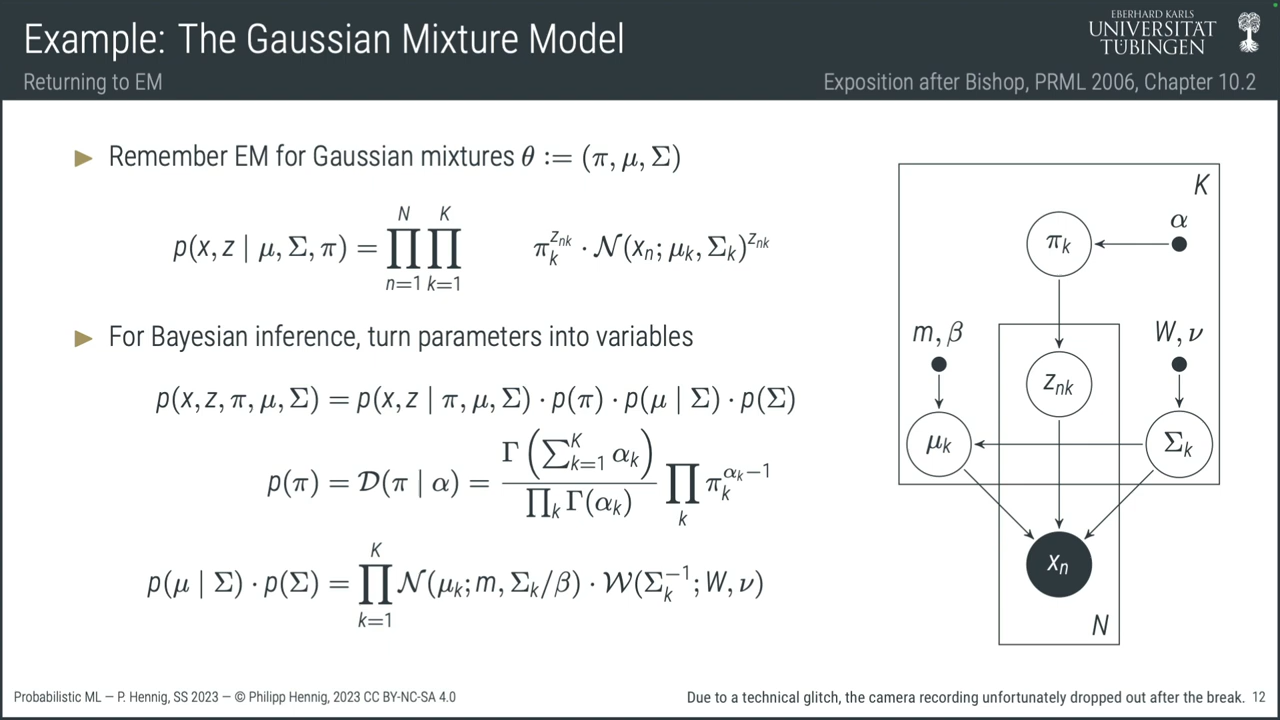 Example: The Gaussian Mixture Model
EBERHARD KARLS
UNIVERSITÄT
TÜBINGEN
Returning to EM
Exposition after Bishop, PRML 2006, Chapter 10.2
▶ Remember EM for Gaussian mixtures θ := (π, μ, Σ)
p(x, z | μ, Σ, π) = ∏_{n=1}^{N} ∏_{k=1}^{K} π_k^{z_{nk}} · 𝒩(x_n; μ_k, Σ_k)^{z_{nk}}
▶ For Bayesian inference, turn parameters into variables
p(x, z, π, μ, Σ) = p(x, z | π, μ, Σ) · p(π) · p(μ | Σ) · p(Σ)
p(π) = 𝒟(π | α) = Γ(∑_{k=1}^{K} α_k) / ∏_k Γ(α_k) ∏_k π_k^{α_k−1}
p(μ | Σ) · p(Σ) = ∏_{k=1}^{K} 𝒩(μ_k; m, Σ_k/β) · 𝒲(Σ_k^{−1}; W, ν)
K
α
π_k
m, β
W, ν
z_{nk}
μ_k
Σ_k
x_n
N
Probabilistic ML — P. Hennig, SS 2023 — © Philipp Hennig, 2023 CC BY-NC-SA 4.0
Due to a technical glitch, the camera recording unfortunately dropped out after the break. 12